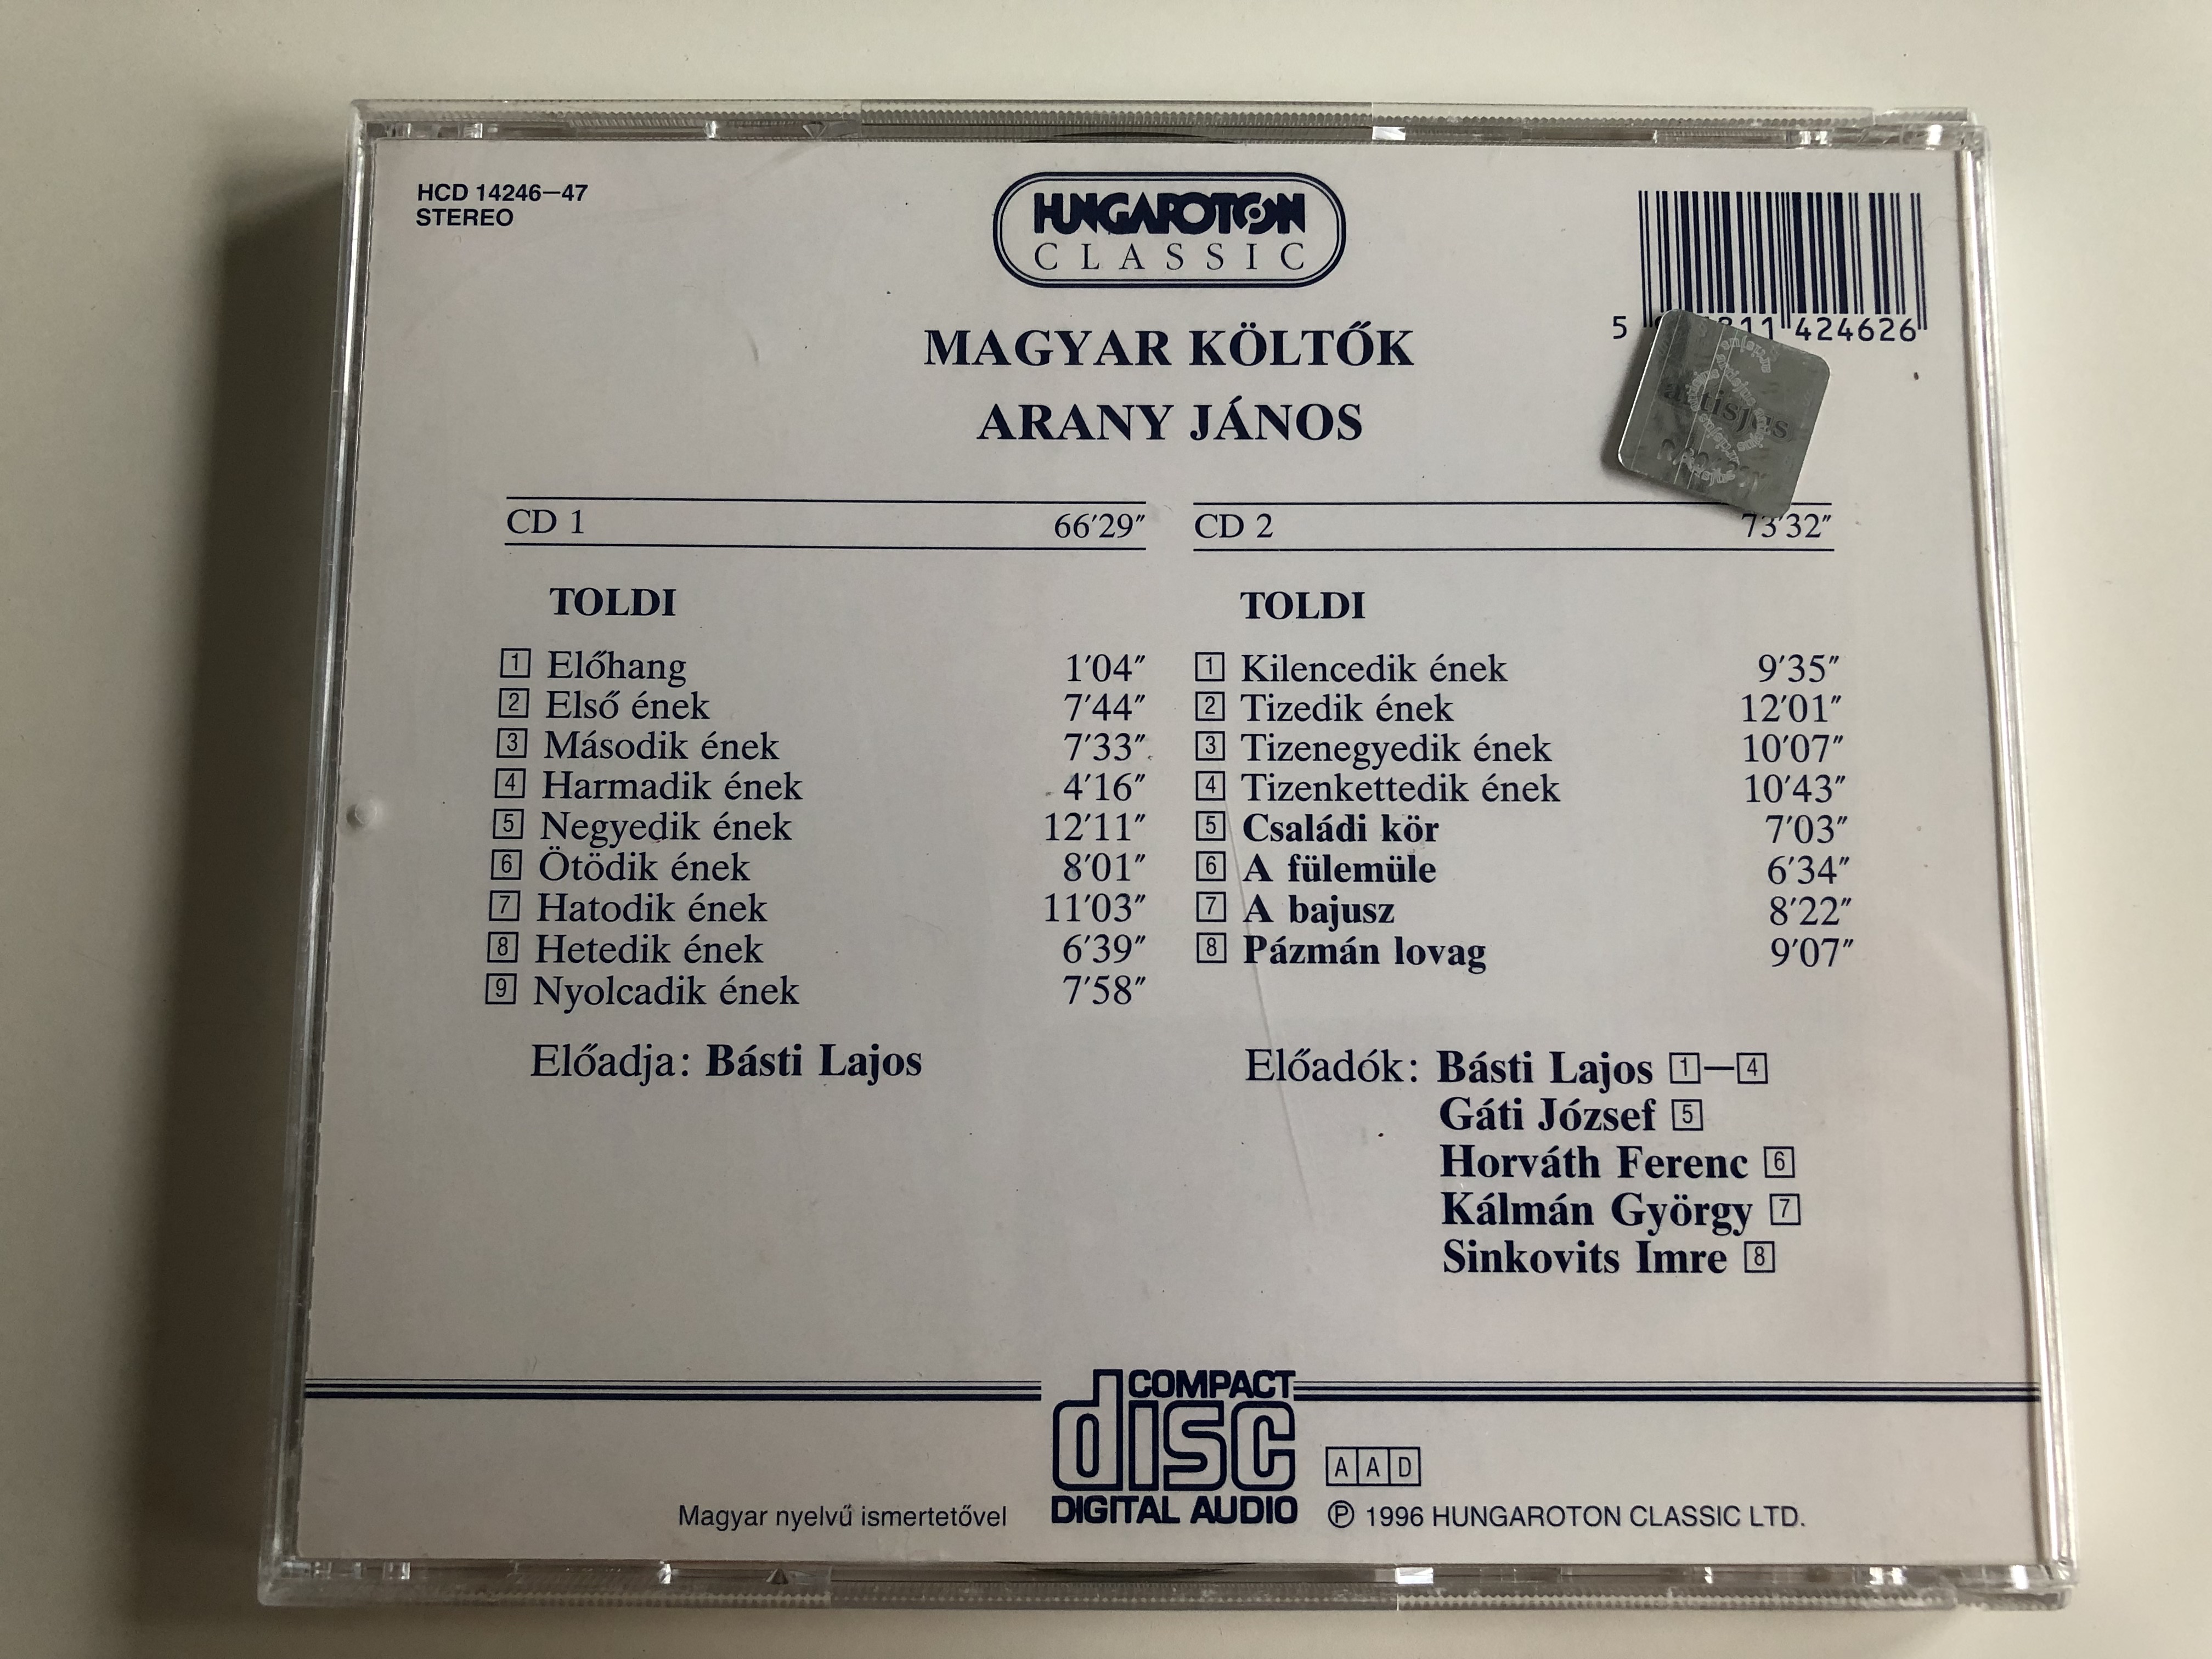 HCD 14246—47
STEREO
HUNGAROTON
CLASSIC
5 11 424626
MAGYAR KÖLTŐK
ARANY JÁNOS
artisjus
CD 1 66′29″
TOLDI
1 Előhang 1′04″
2 Első ének 7′44″
3 Második ének 7′33″
4 Harmadik ének 4′16″
5 Negyedik ének 12′11″
6 Ötödik ének 8′01″
7 Hatodik ének 11′03″
8 Hetedik ének 6′39″
9 Nyolcadik ének 7′58″
Előadja: Básti Lajos
CD 2 73′32″
TOLDI
1 Kilencedik ének 9′35″
2 Tizedik ének 12′01″
3 Tizenegyedik ének 10′07″
4 Tizenkettedik ének 10′43″
5 Családi kör 7′03″
6 A fülemüle 6′34″
7 A bajusz 8′22″
8 Pázmán lovag 9′07″
Előadók: Básti Lajos 1—4
Gáti József 5
Horváth Ferenc 6
Kálmán György 7
Sinkovits Imre 8
COMPACT
disc
DIGITAL AUDIO
AAD
Magyar nyelvű ismertetővel
℗ 1996 HUNGAROTON CLASSIC LTD.